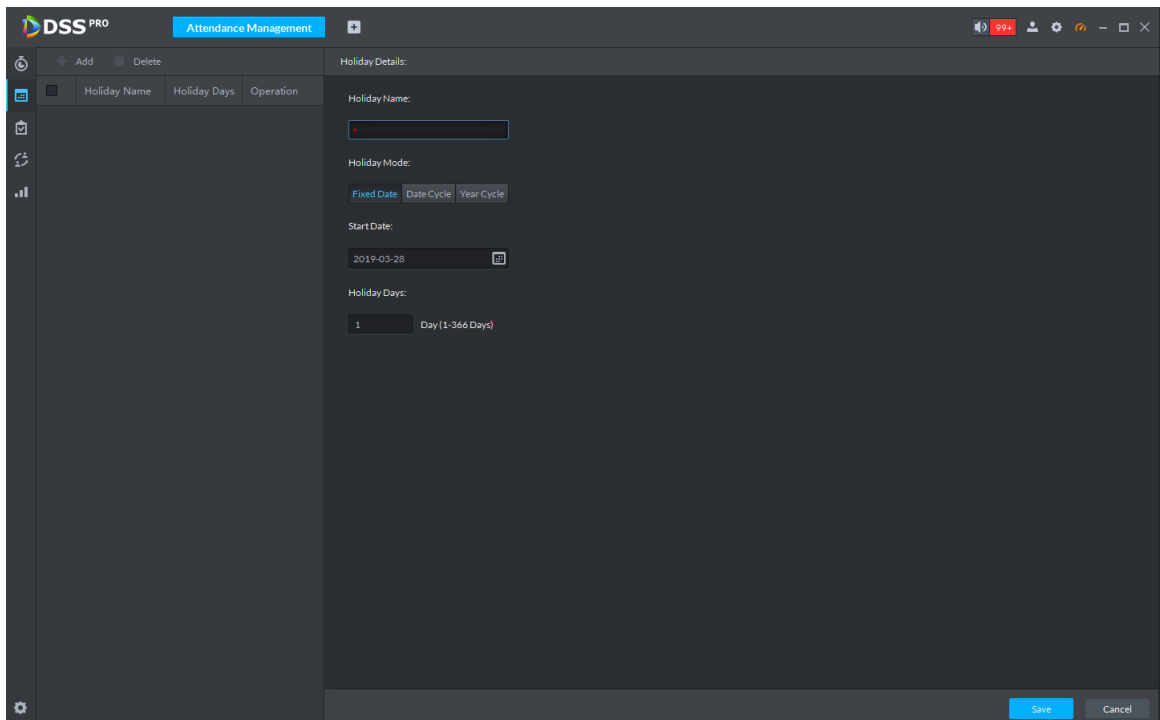 DSS PRO Attendance Management 99+
Add Delete
Holiday Name Holiday Days Operation
Holiday Details:
Holiday Name:
*
Holiday Mode:
Fixed Date Date Cycle Year Cycle
Start Date:
2019-03-28
Holiday Days:
1 Day (1-366 Days)
Save Cancel